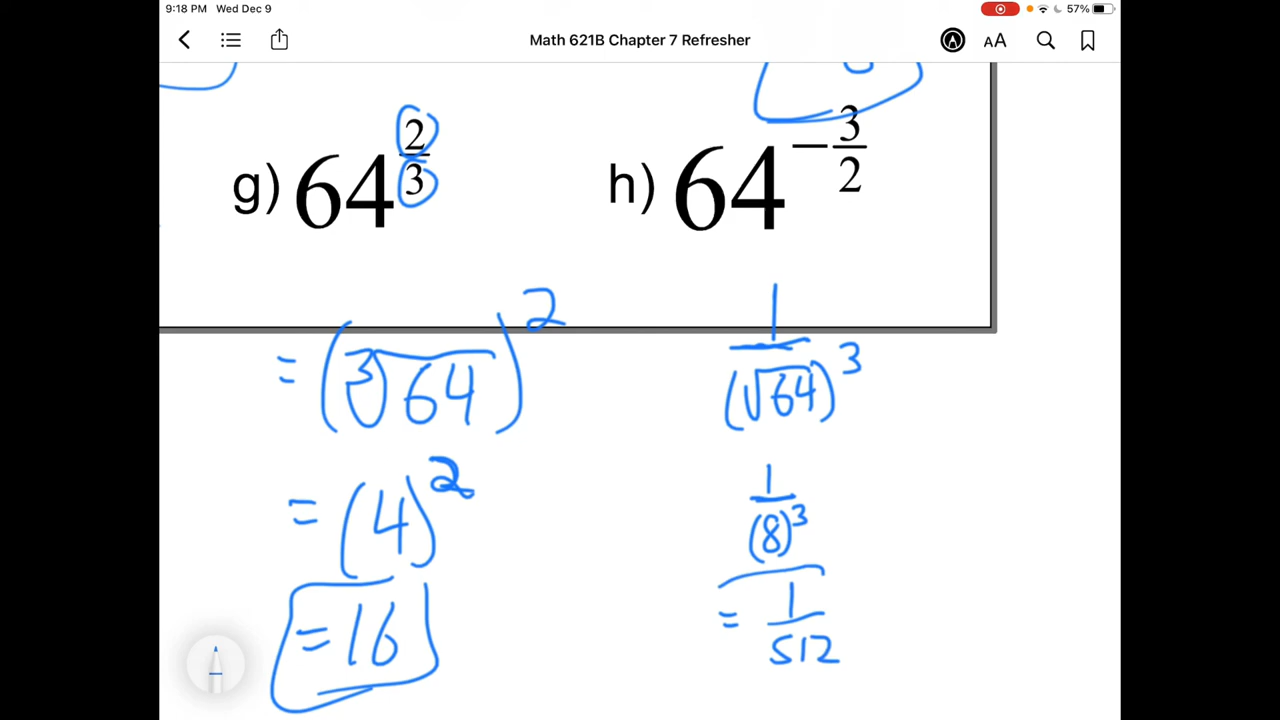 9:18 PM Wed Dec 9 57%
Math 621B Chapter 7 Refresher
AA
g) 64^(2/3)
h) 64^(-3/2)
= (∛64)^2
1/(√64)^3
= (4)^2
1/(8)^3
= 16
= 1/512